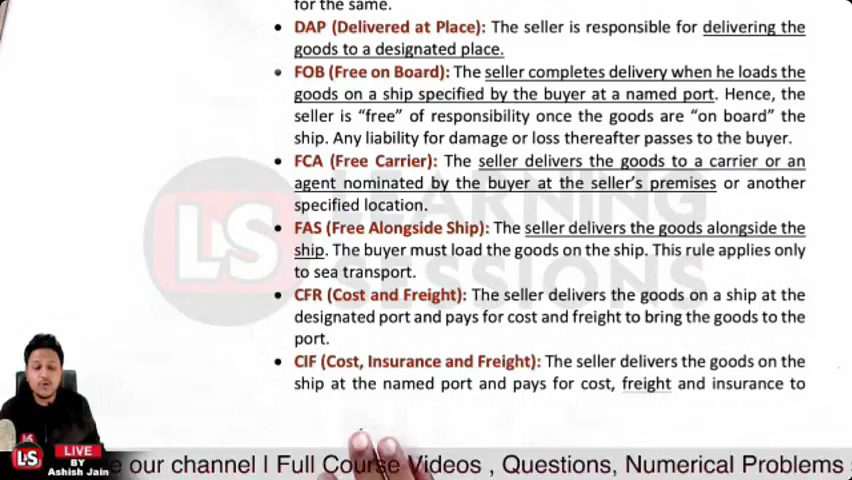 for the same.
DAP (Delivered at Place): The seller is responsible for delivering the
goods to a designated place.
FOB (Free on Board): The seller completes delivery when he loads the
goods on a ship specified by the buyer at a named port. Hence, the
seller is "free" of responsibility once the goods are "on board" the
ship. Any liability for damage or loss thereafter passes to the buyer.
FCA (Free Carrier): The seller delivers the goods to a carrier or an
agent nominated by the buyer at the seller's premises or another
specified location.
FAS (Free Alongside Ship): The seller delivers the goods alongside the
ship. The buyer must load the goods on the ship. This rule applies only
to sea transport.
CFR (Cost and Freight): The seller delivers the goods on a ship at the
designated port and pays for cost and freight to bring the goods to the
port.
CIF (Cost, Insurance and Freight): The seller delivers the goods on the
ship at the named port and pays for cost, freight and insurance to
LS LEARNING
SESSIONS
LS
LS
LIVE
BY
Ashish Jain
e our channel l Full Course Videos , Questions, Numerical Problems